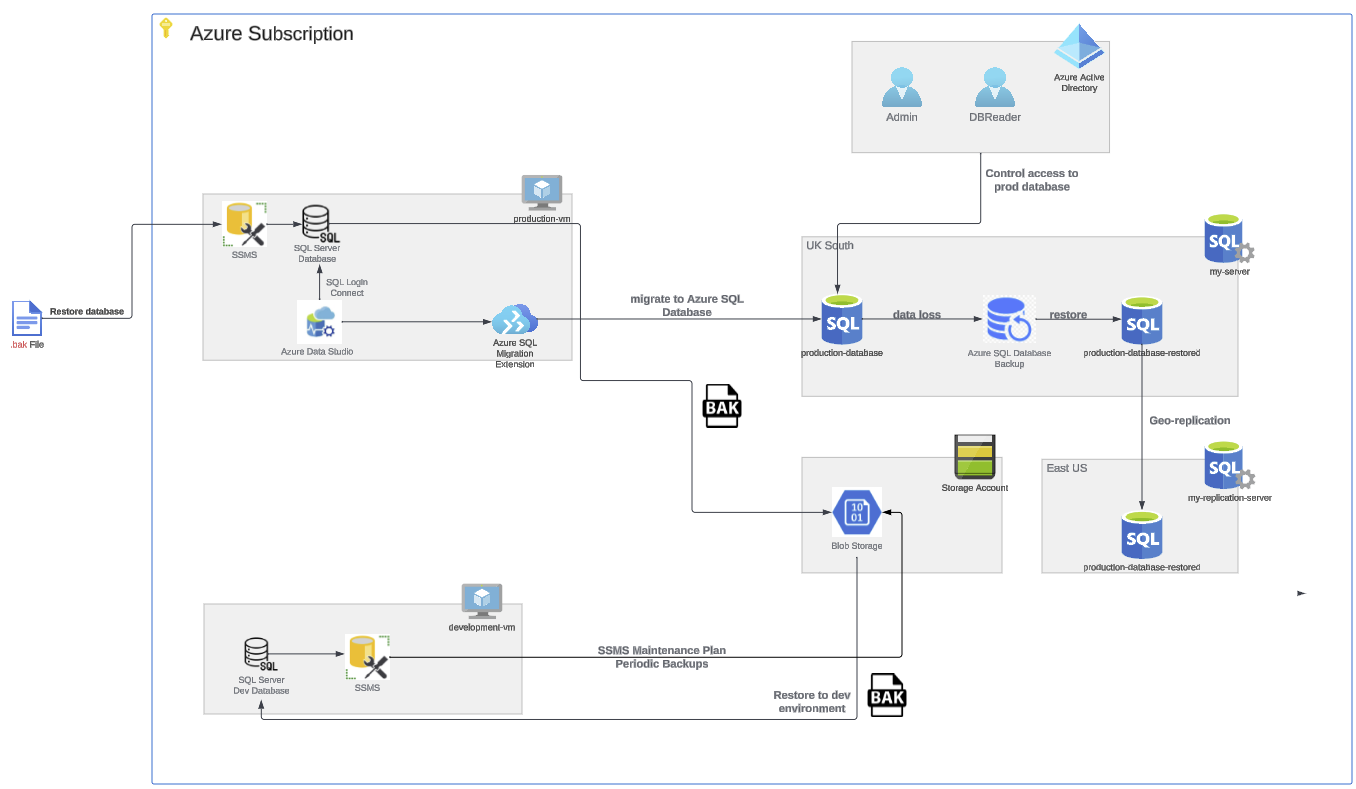 Azure Subscription
Admin
DBReader
Azure Active
Directory
Control access to
prod database
production-vm
SSMS
SQL
SQL Server
Database
SQL Login
Connect
Azure Data Studio
Azure SQL
Migration
Extension
Restore database
.bak File
migrate to Azure SQL
Database
UK South
SQL
my-server
SQL
production-database
data loss
Azure SQL Database
Backup
restore
SQL
production-database-restored
BAK
Geo-replication
Storage Account
10
01
Blob Storage
East US
SQL
my-replication-server
SQL
production-database-restored
development-vm
SQL
SQL Server
Dev Database
SSMS
SSMS Maintenance Plan
Periodic Backups
Restore to dev
environment
BAK